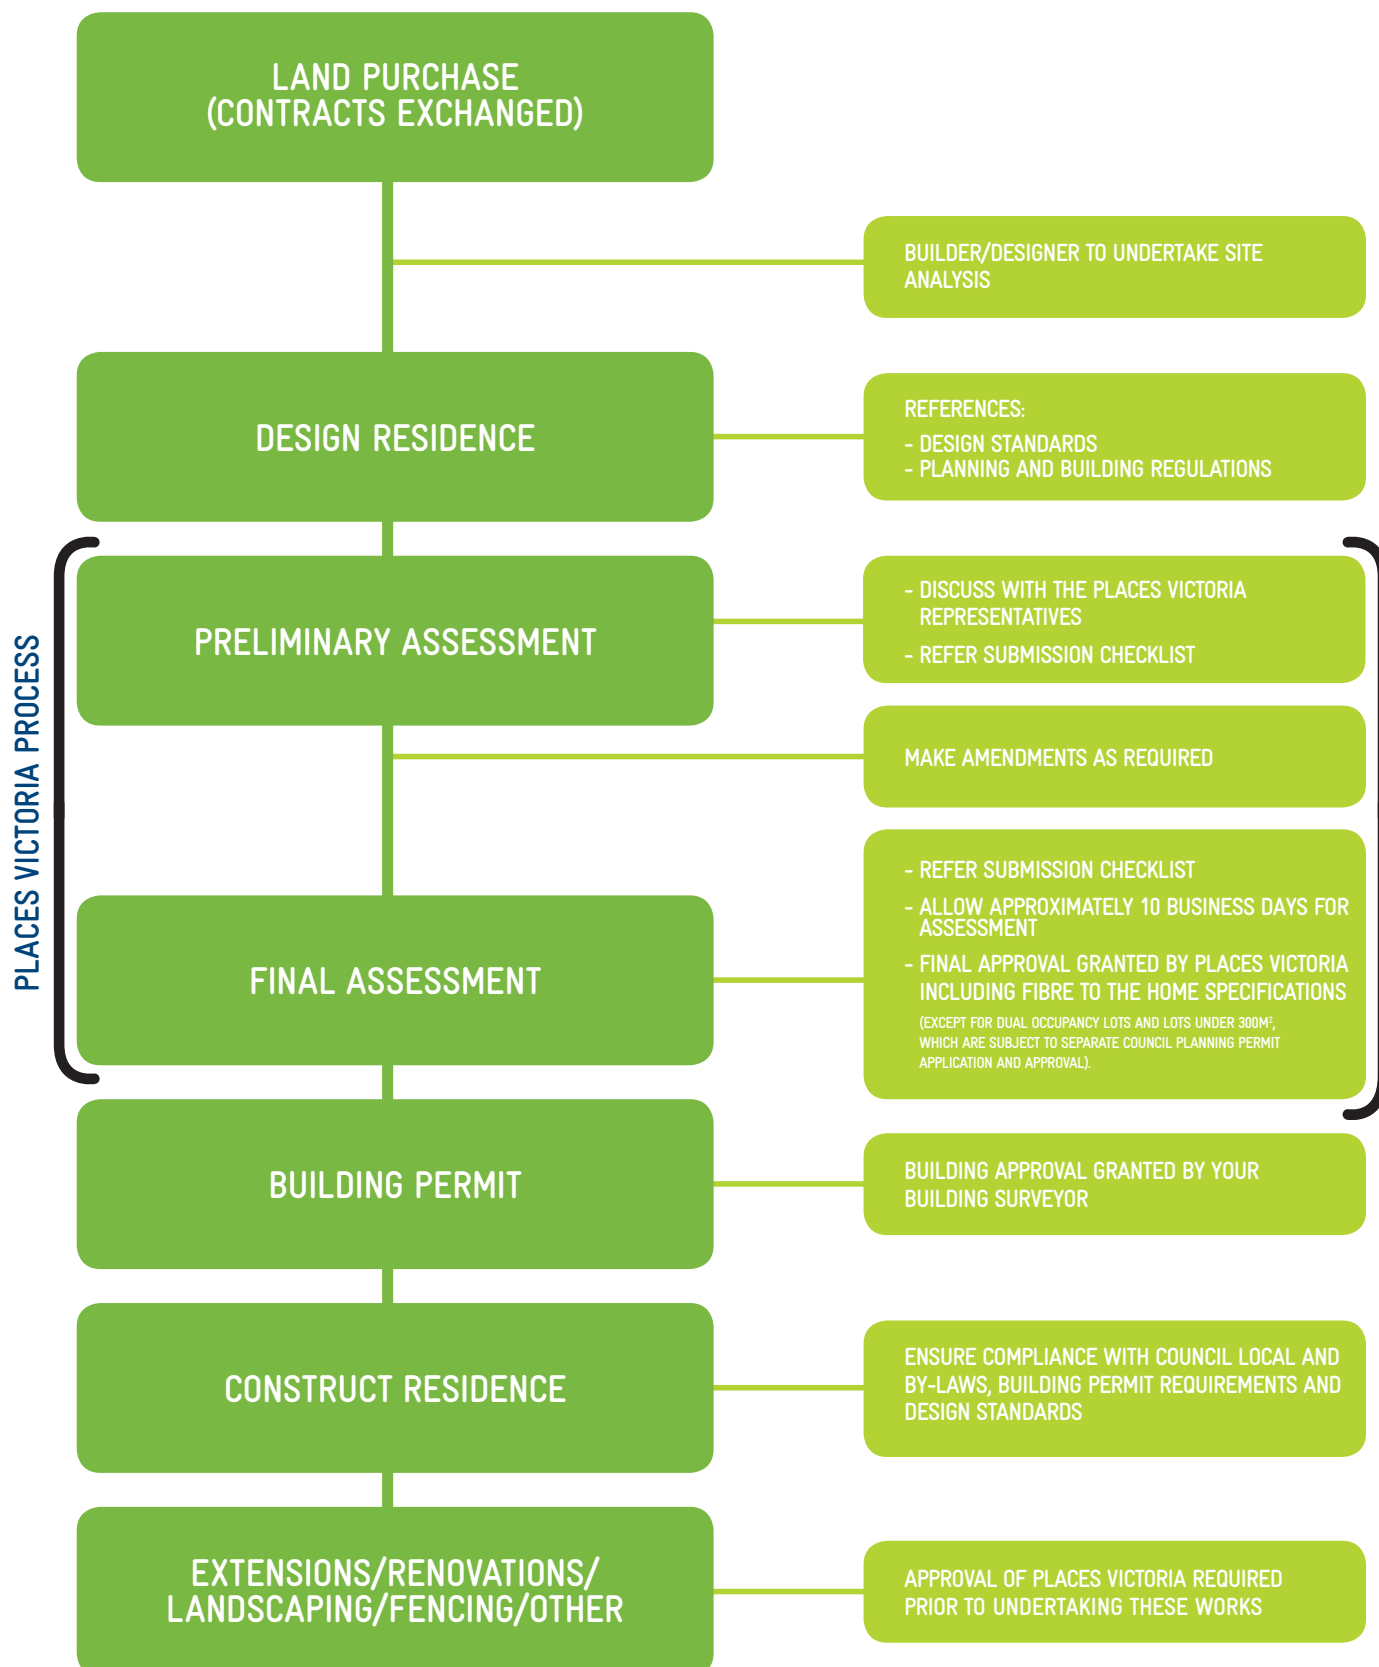 LAND PURCHASE
(CONTRACTS EXCHANGED)
BUILDER/DESIGNER TO UNDERTAKE SITE
ANALYSIS
DESIGN RESIDENCE
REFERENCES:
- DESIGN STANDARDS
- PLANNING AND BUILDING REGULATIONS
PLACES VICTORIA PROCESS
PRELIMINARY ASSESSMENT
- DISCUSS WITH THE PLACES VICTORIA
REPRESENTATIVES
- REFER SUBMISSION CHECKLIST
MAKE AMENDMENTS AS REQUIRED
FINAL ASSESSMENT
- REFER SUBMISSION CHECKLIST
- ALLOW APPROXIMATELY 10 BUSINESS DAYS FOR
ASSESSMENT
- FINAL APPROVAL GRANTED BY PLACES VICTORIA
INCLUDING FIBRE TO THE HOME SPECIFICATIONS
(EXCEPT FOR DUAL OCCUPANCY LOTS AND LOTS UNDER 300M²,
WHICH ARE SUBJECT TO SEPARATE COUNCIL PLANNING PERMIT
APPLICATION AND APPROVAL).
BUILDING PERMIT
BUILDING APPROVAL GRANTED BY YOUR
BUILDING SURVEYOR
CONSTRUCT RESIDENCE
ENSURE COMPLIANCE WITH COUNCIL LOCAL AND
BY-LAWS, BUILDING PERMIT REQUIREMENTS AND
DESIGN STANDARDS
EXTENSIONS/RENOVATIONS/
LANDSCAPING/FENCING/OTHER
APPROVAL OF PLACES VICTORIA REQUIRED
PRIOR TO UNDERTAKING THESE WORKS